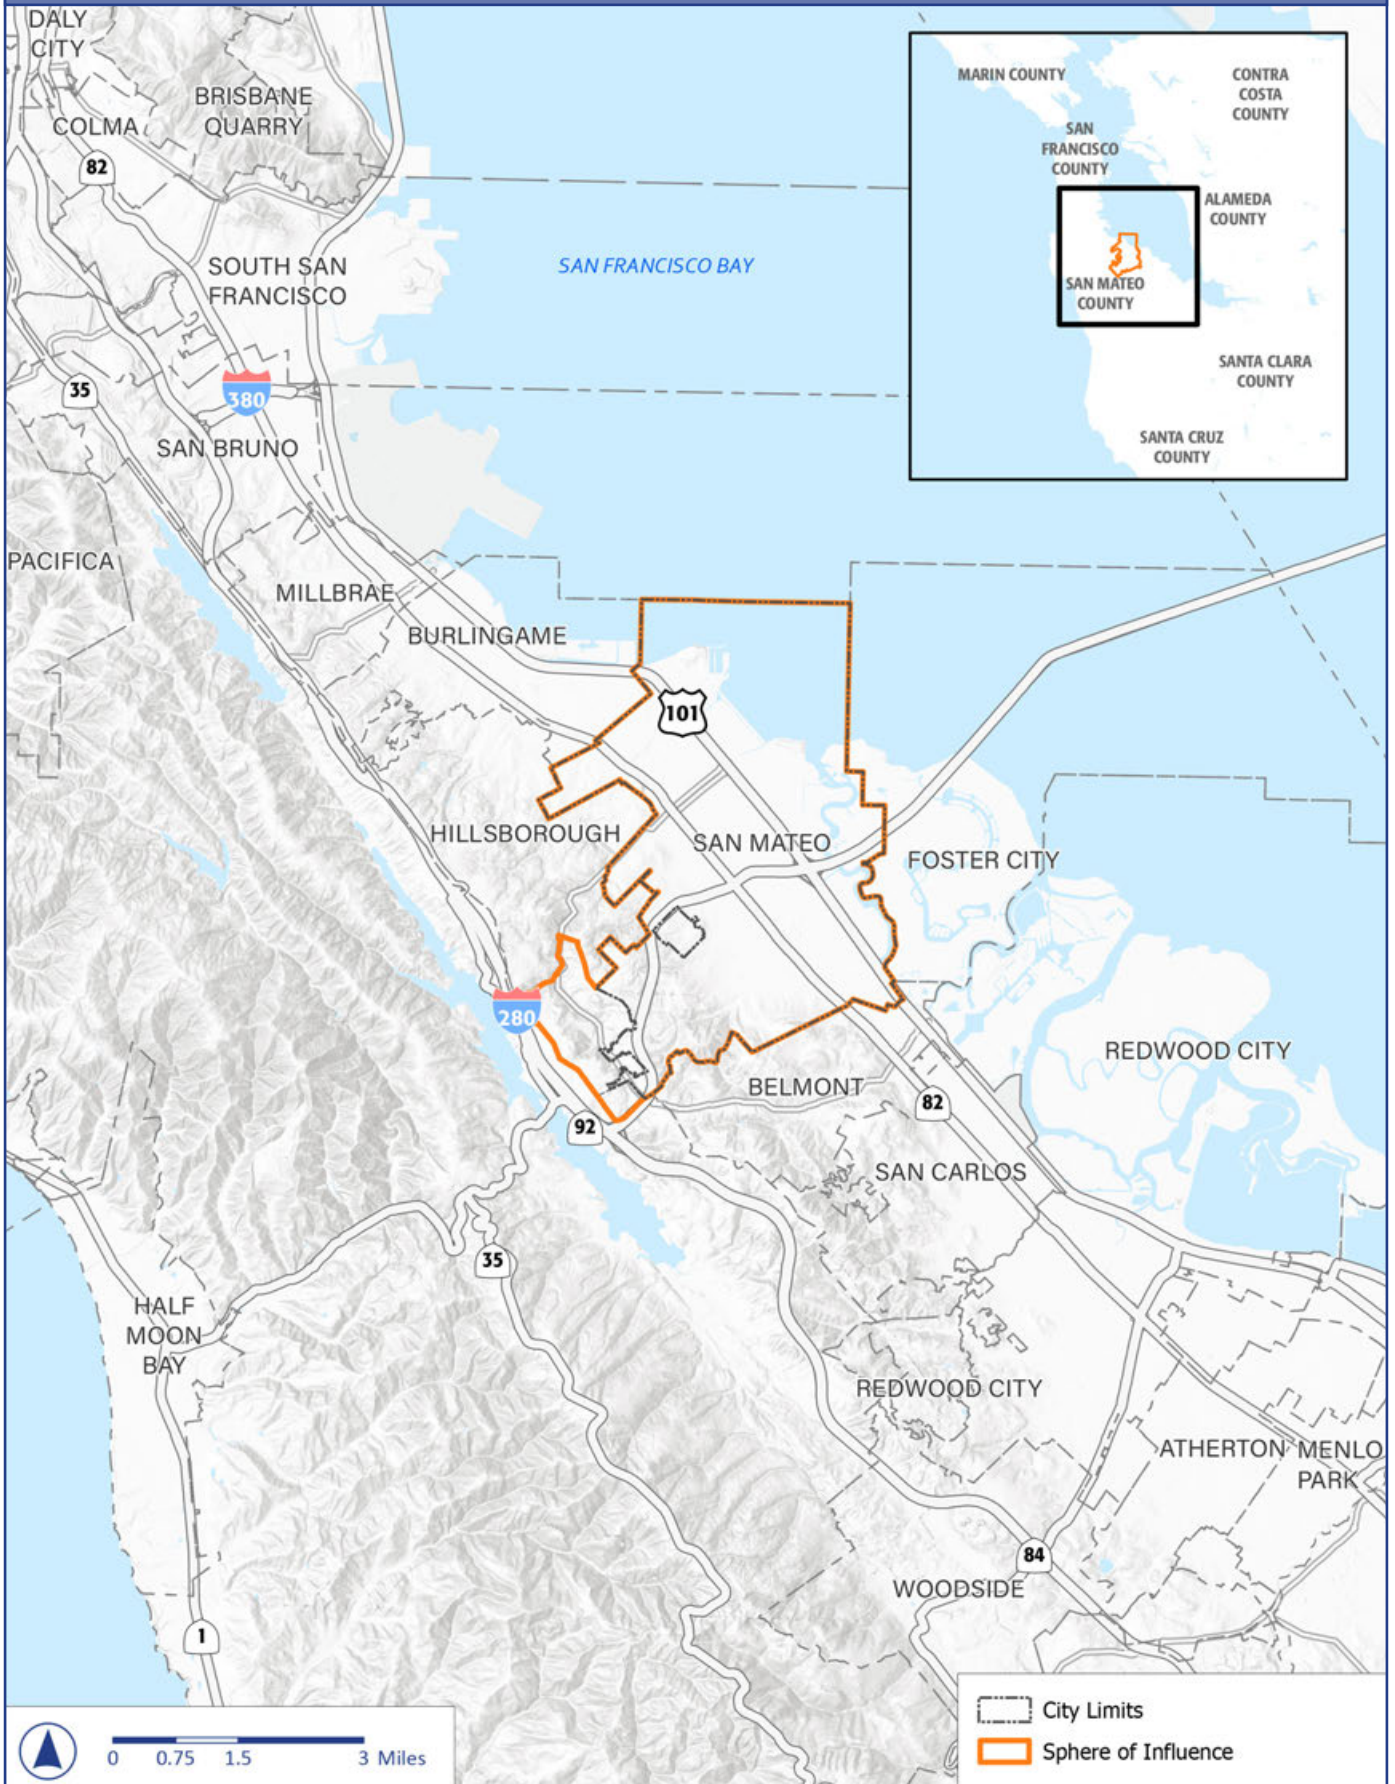 DALY
CITY
BRISBANE
QUARRY
COLMA
82
MARIN COUNTY
CONTRA
COSTA
COUNTY
SAN
FRANCISCO
COUNTY
ALAMEDA
COUNTY
SAN MATEO
COUNTY
SANTA CLARA
COUNTY
SANTA CRUZ
COUNTY
SOUTH SAN
FRANCISCO
SAN FRANCISCO BAY
35
380
SAN BRUNO
PACIFICA
MILLBRAE
BURLINGAME
101
HILLSBOROUGH
SAN MATEO
FOSTER CITY
280
REDWOOD CITY
BELMONT
82
92
SAN CARLOS
35
HALF
MOON
BAY
REDWOOD CITY
ATHERTON
MENLO
PARK
84
WOODSIDE
1
City Limits
Sphere of Influence
0 0.75 1.5 3 Miles